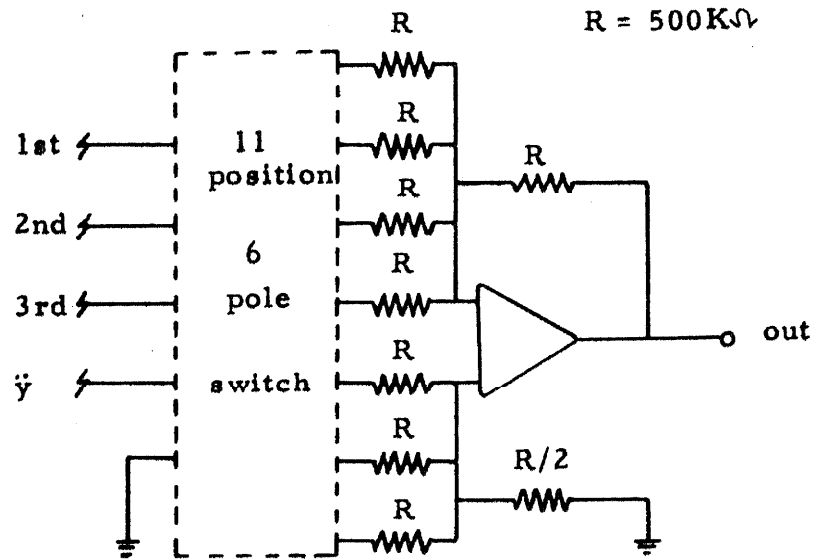 R
R = 500KΩ
1st
11
position
R
R
2nd
R
6
pole
R
3rd
R
out
ÿ
switch
R
R/2
R